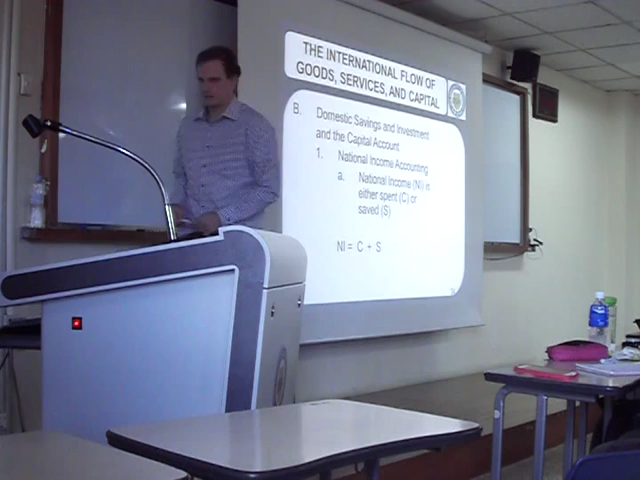 THE INTERNATIONAL FLOW OF
GOODS, SERVICES, AND CAPITAL
B. Domestic Savings and Investment
and the Capital Account
1. National Income Accounting
a. National Income (NI) is
either spent (C) or
saved (S)
NI = C + S